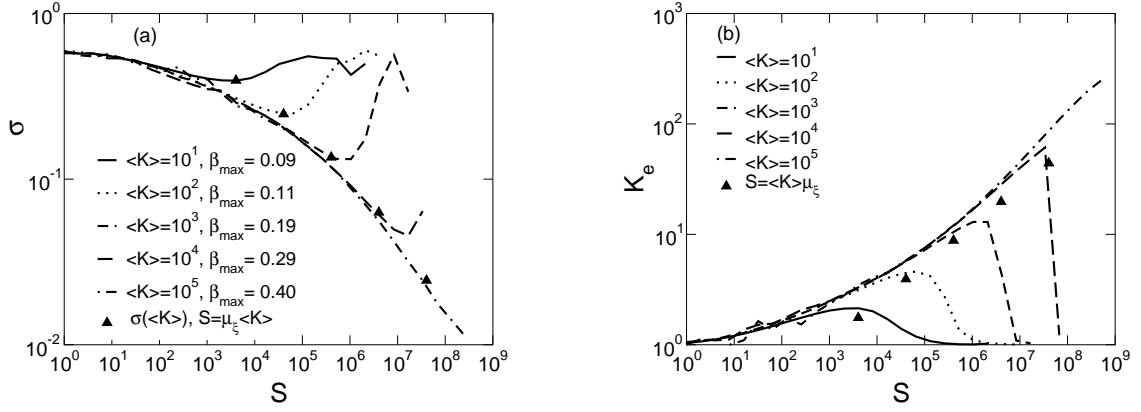 (a)
10^0
10^-1
10^-2
σ
<K>=10^1, β_max = 0.09
<K>=10^2, β_max = 0.11
<K>=10^3, β_max = 0.19
<K>=10^4, β_max = 0.29
<K>=10^5, β_max = 0.40
σ(<K>), S=μ_ξ<K>
10^0 10^1 10^2 10^3 10^4 10^5 10^6 10^7 10^8 10^9
S
(b)
10^3
10^2
10^1
10^0
K_e
<K>=10^1
<K>=10^2
<K>=10^3
<K>=10^4
<K>=10^5
S=<K>μ_ξ
10^0 10^1 10^2 10^3 10^4 10^5 10^6 10^7 10^8 10^9
S